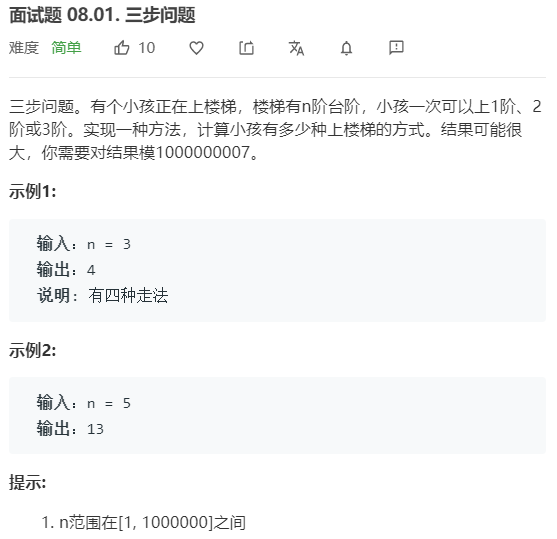 面试题 08.01. 三步问题
难度 简单 10
三步问题。有个小孩正在上楼梯，楼梯有n阶台阶，小孩一次可以上1阶、2
阶或3阶。实现一种方法，计算小孩有多少种上楼梯的方式。结果可能很
大，你需要对结果模1000000007。
示例1:
输入：n = 3
输出：4
说明: 有四种走法
示例2:
输入：n = 5
输出：13
提示:
1. n范围在[1, 1000000]之间